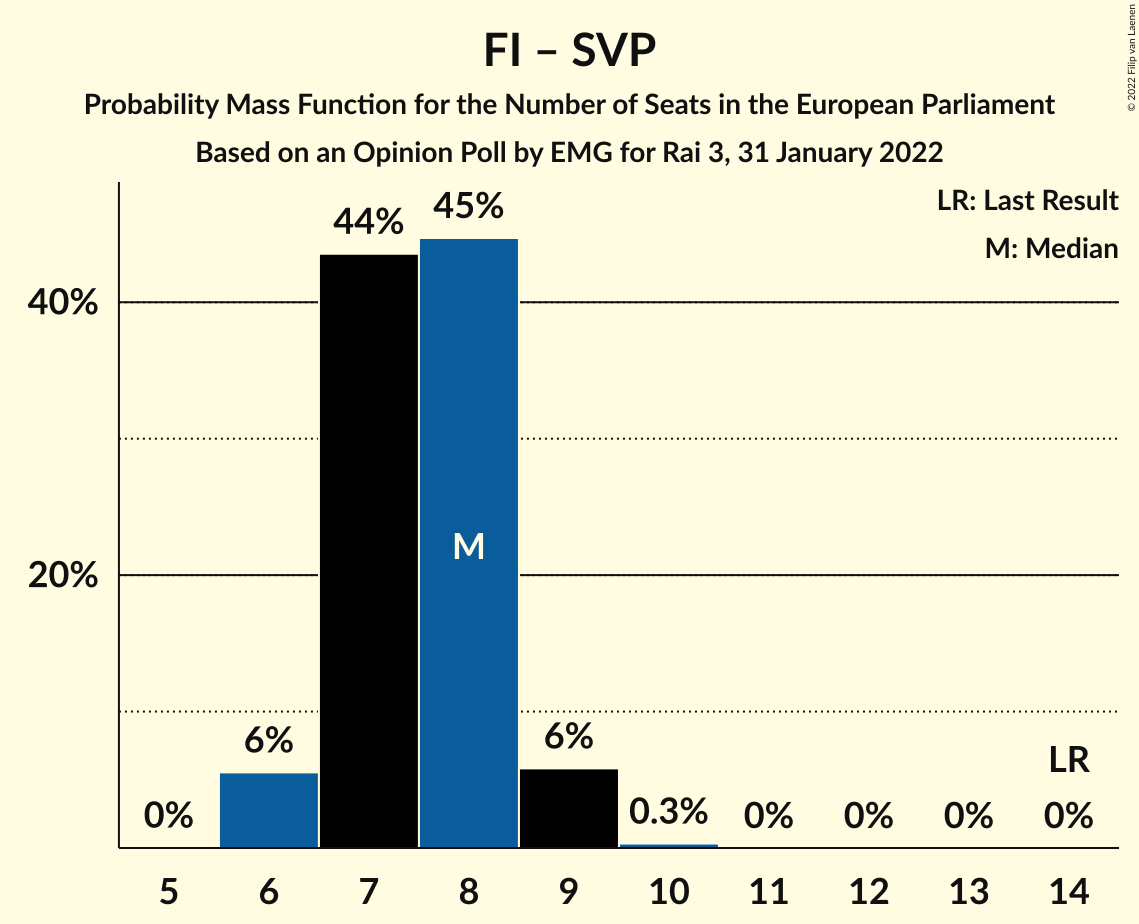 FI – SVP
Probability Mass Function for the Number of Seats in the European Parliament
Based on an Opinion Poll by EMG for Rai 3, 31 January 2022
© 2022 Filip van Laenen
LR: Last Result
M: Median
45%
44%
40%
M
20%
6%
6%
LR
0%
0.3%
0%
0%
0%
0%
5 6 7 8 9 10 11 12 13 14